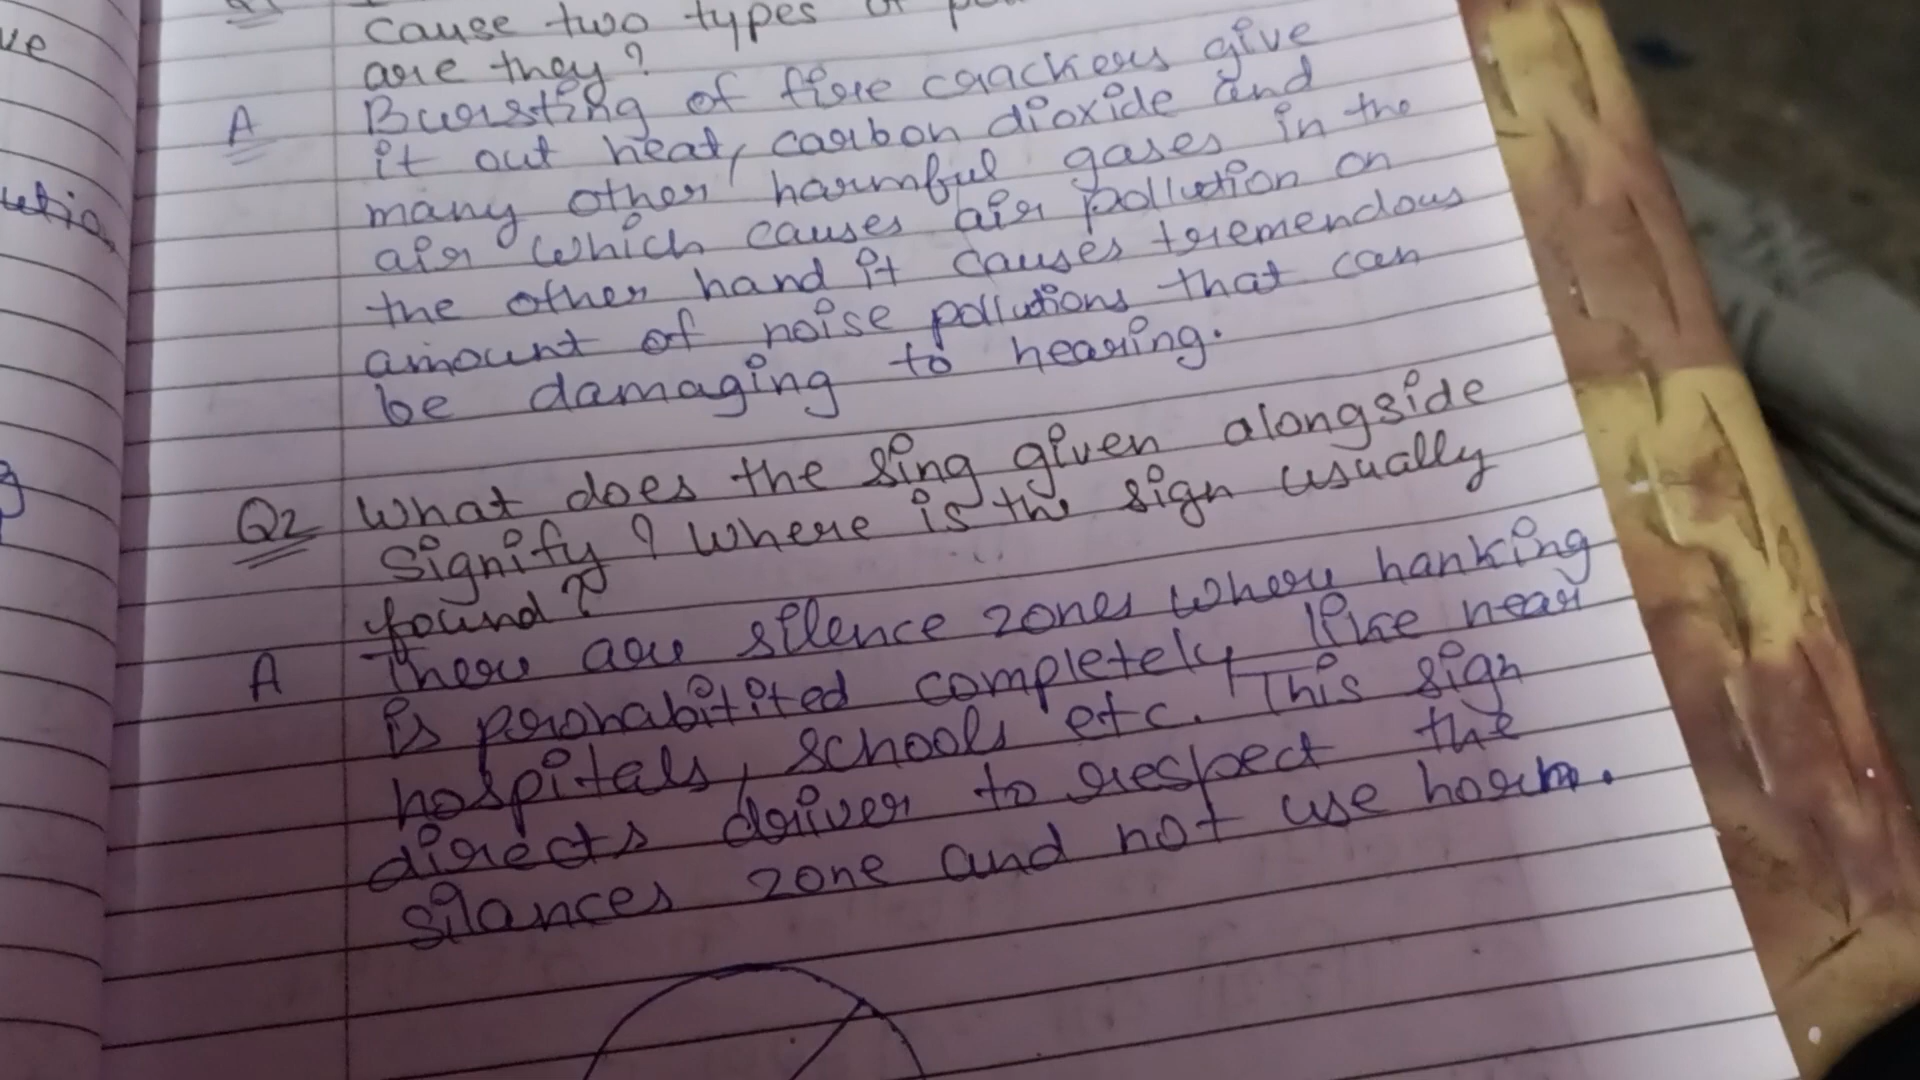 cause two types
ve
are they?
A Bursting of fire craackers give
it out heat, carbon dioxide and
many other harmful gases in the
air which causes air pollution on
the other hand it causes tremendous
amount of noise pollutions that can
be damaging to hearing.
Q2 What does the sing given alongside
signify? Where is the sign usually
found?
A There are silence zones where hanking
is prohabitited completely, like near
hospitals, schools etc. This sign
directs driver to respect the
silances zone and not use horn.